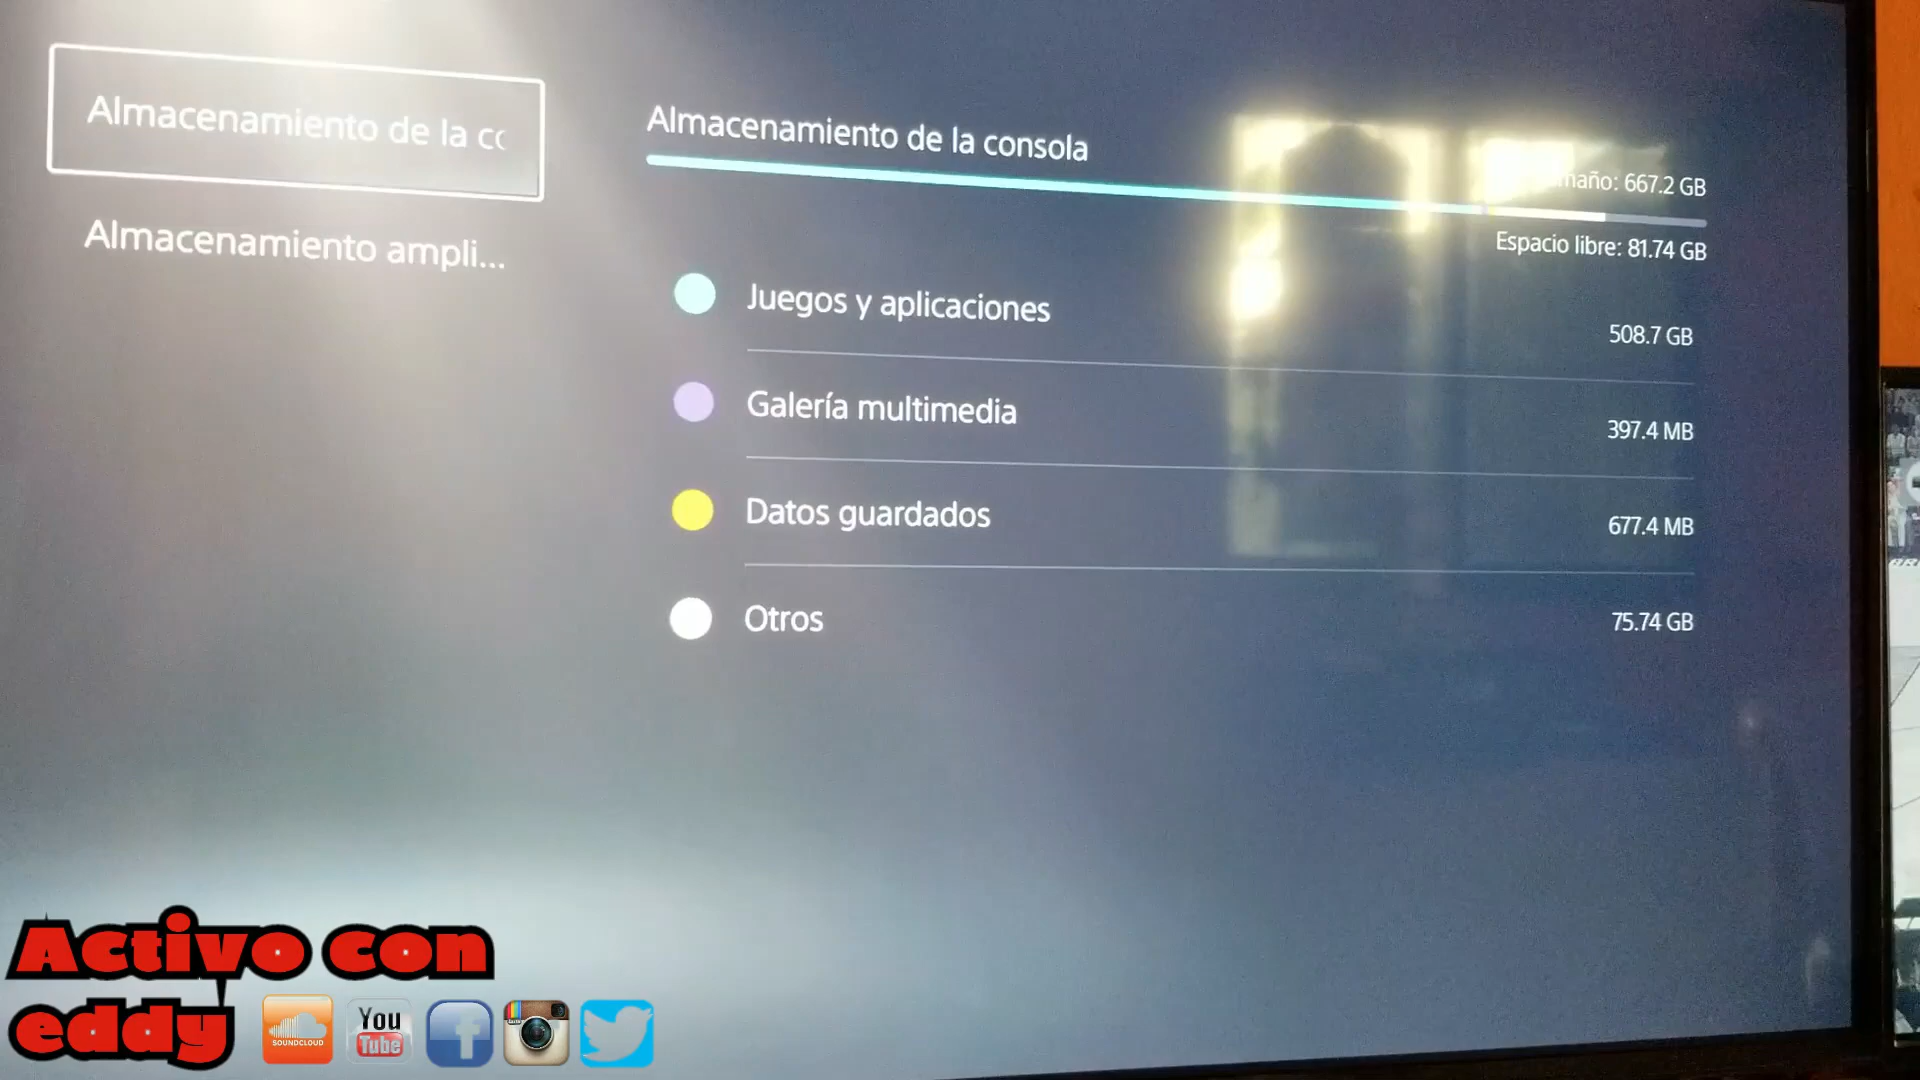 Almacenamiento de la co
Almacenamiento ampli...
Almacenamiento de la consola
667.2 GB
Espacio libre: 81.74 GB
Juegos y aplicaciones
508.7 GB
Galería multimedia
397.4 MB
Datos guardados
677.4 MB
Otros
75.74 GB
Activo con
eddy
SOUNDCLOUD
You
Tube